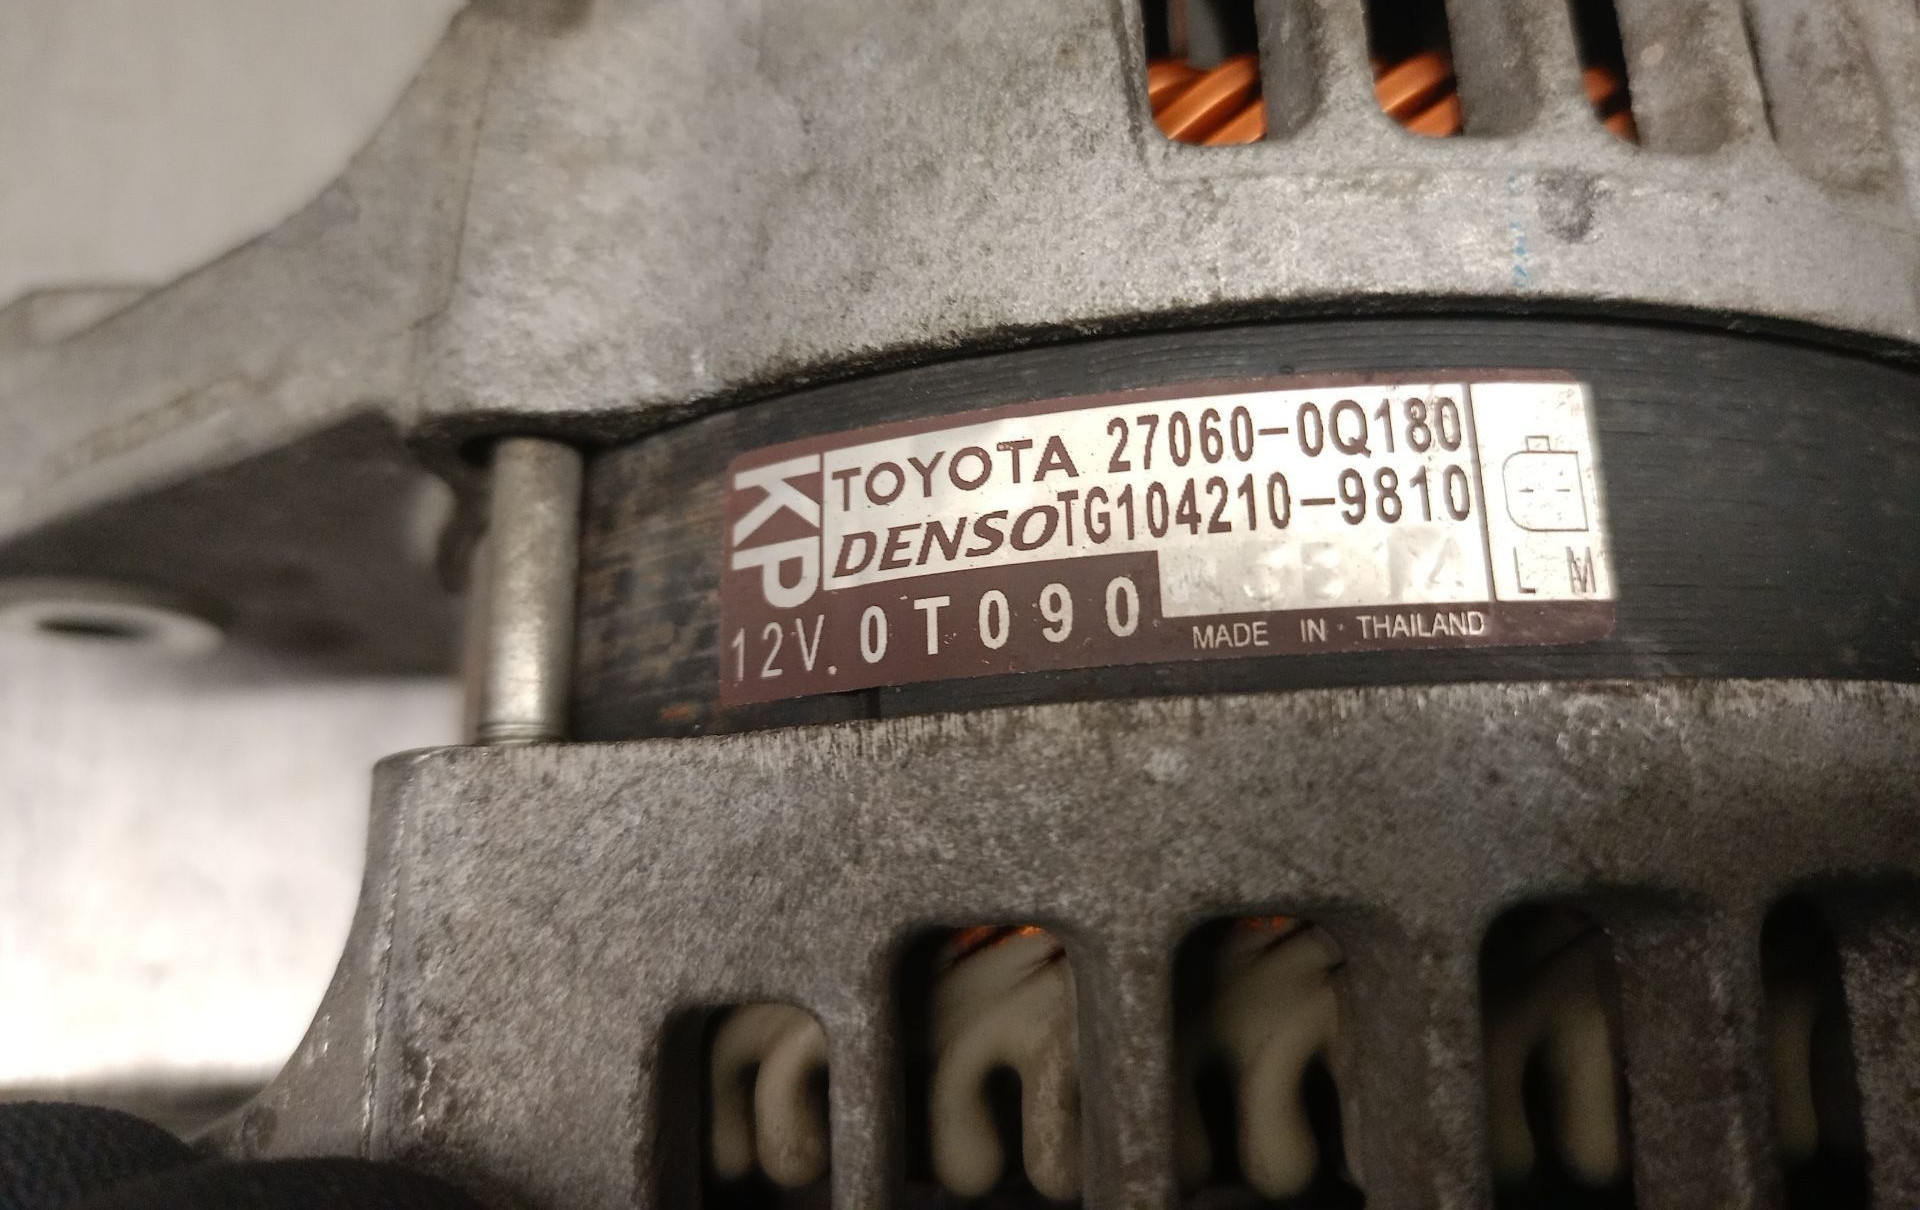 KP
TOYOTA 27060-0Q180
DENSO TG104210-9810
12V. 0T090
MADE IN THAILAND
L M